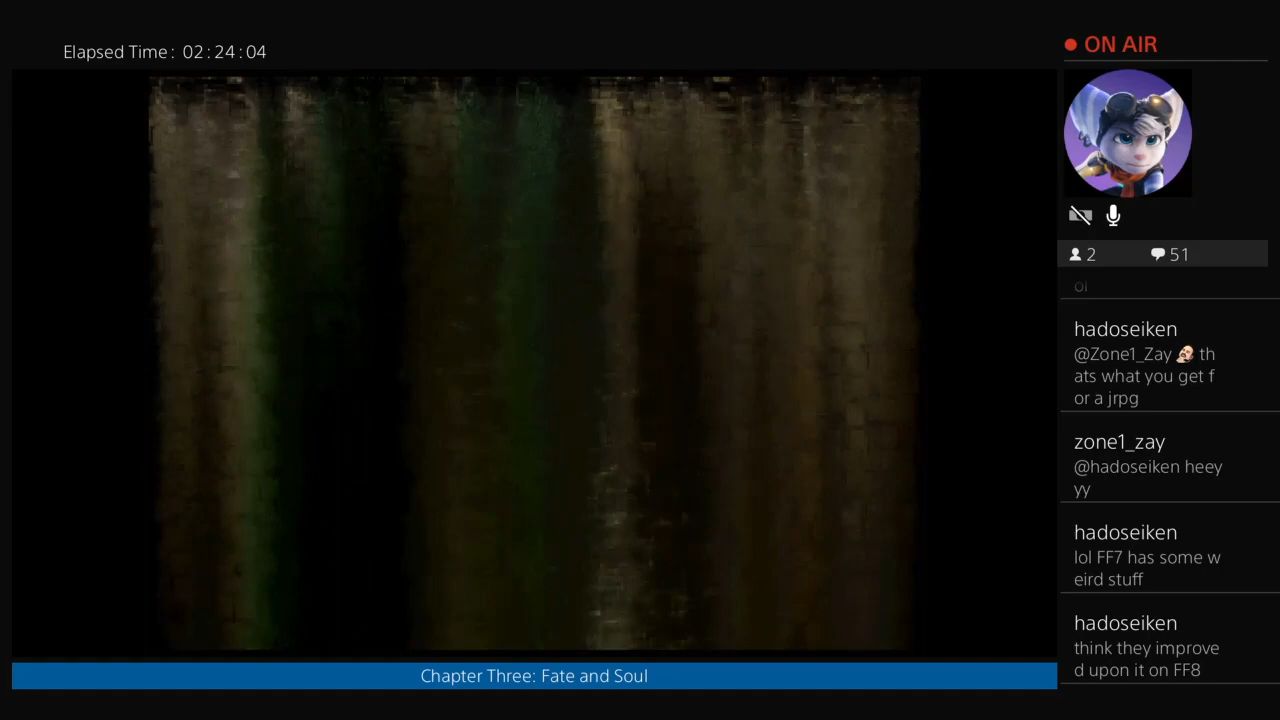 Elapsed Time: 02:24:04
ON AIR
2 51
oi
hadoseiken
@Zone1_Zay th
ats what you get f
or a jrpg
zone1_zay
@hadoseiken heey
yy
hadoseiken
lol FF7 has some w
eird stuff
hadoseiken
think they improve
d upon it on FF8
Chapter Three: Fate and Soul